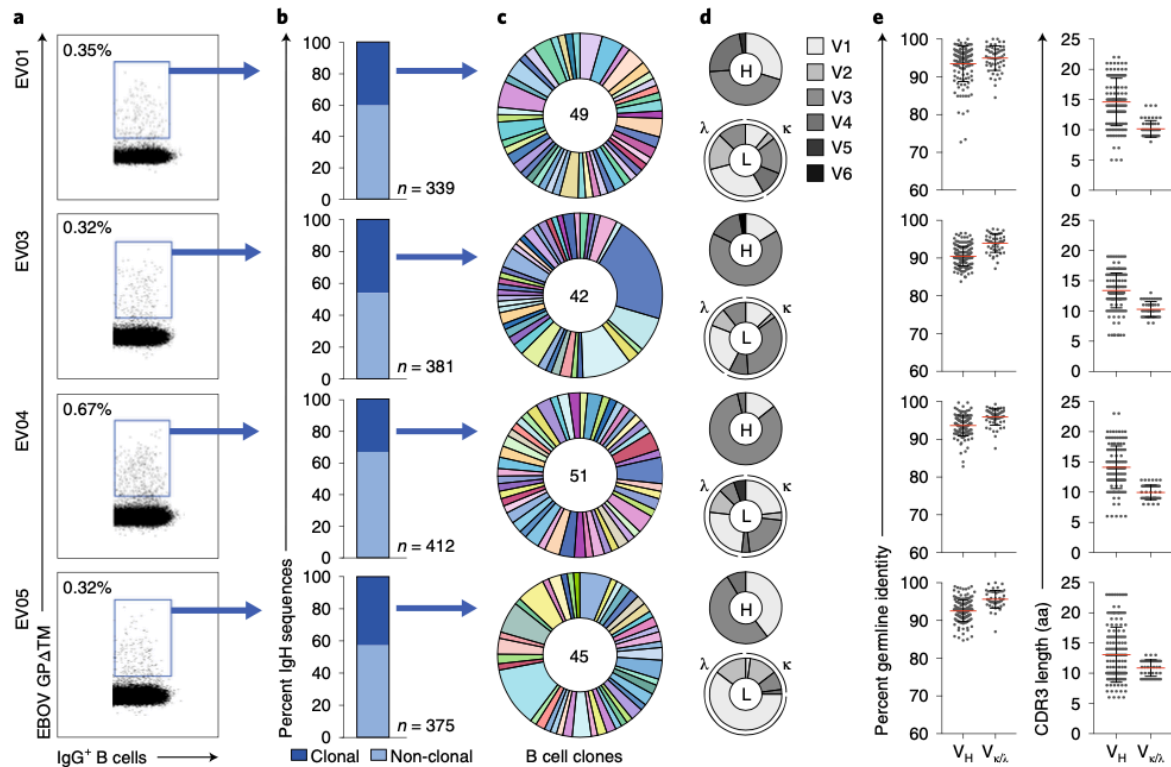 a
b
c
d
e
EV01
0.35%
100
80
60
40
20
0
n = 339
49
H
λ
κ
L
V1
V2
V3
V4
V5
V6
100
90
80
70
60
25
20
15
10
5
0
EV03
0.32%
100
80
60
40
20
0
n = 381
42
H
λ
κ
L
100
90
80
70
60
25
20
15
10
5
0
EV04
0.67%
100
80
60
40
20
0
n = 412
51
H
λ
κ
L
100
90
80
70
60
25
20
15
10
5
0
EV05
0.32%
100
80
60
40
20
0
n = 375
45
H
λ
κ
L
100
90
80
70
60
25
20
15
10
5
0
EBOV GPΔTM
Percent IgH sequences
Percent germline identity
CDR3 length (aa)
IgG+ B cells
Clonal
Non-clonal
B cell clones
VH
Vκ/λ
VH
Vκ/λ